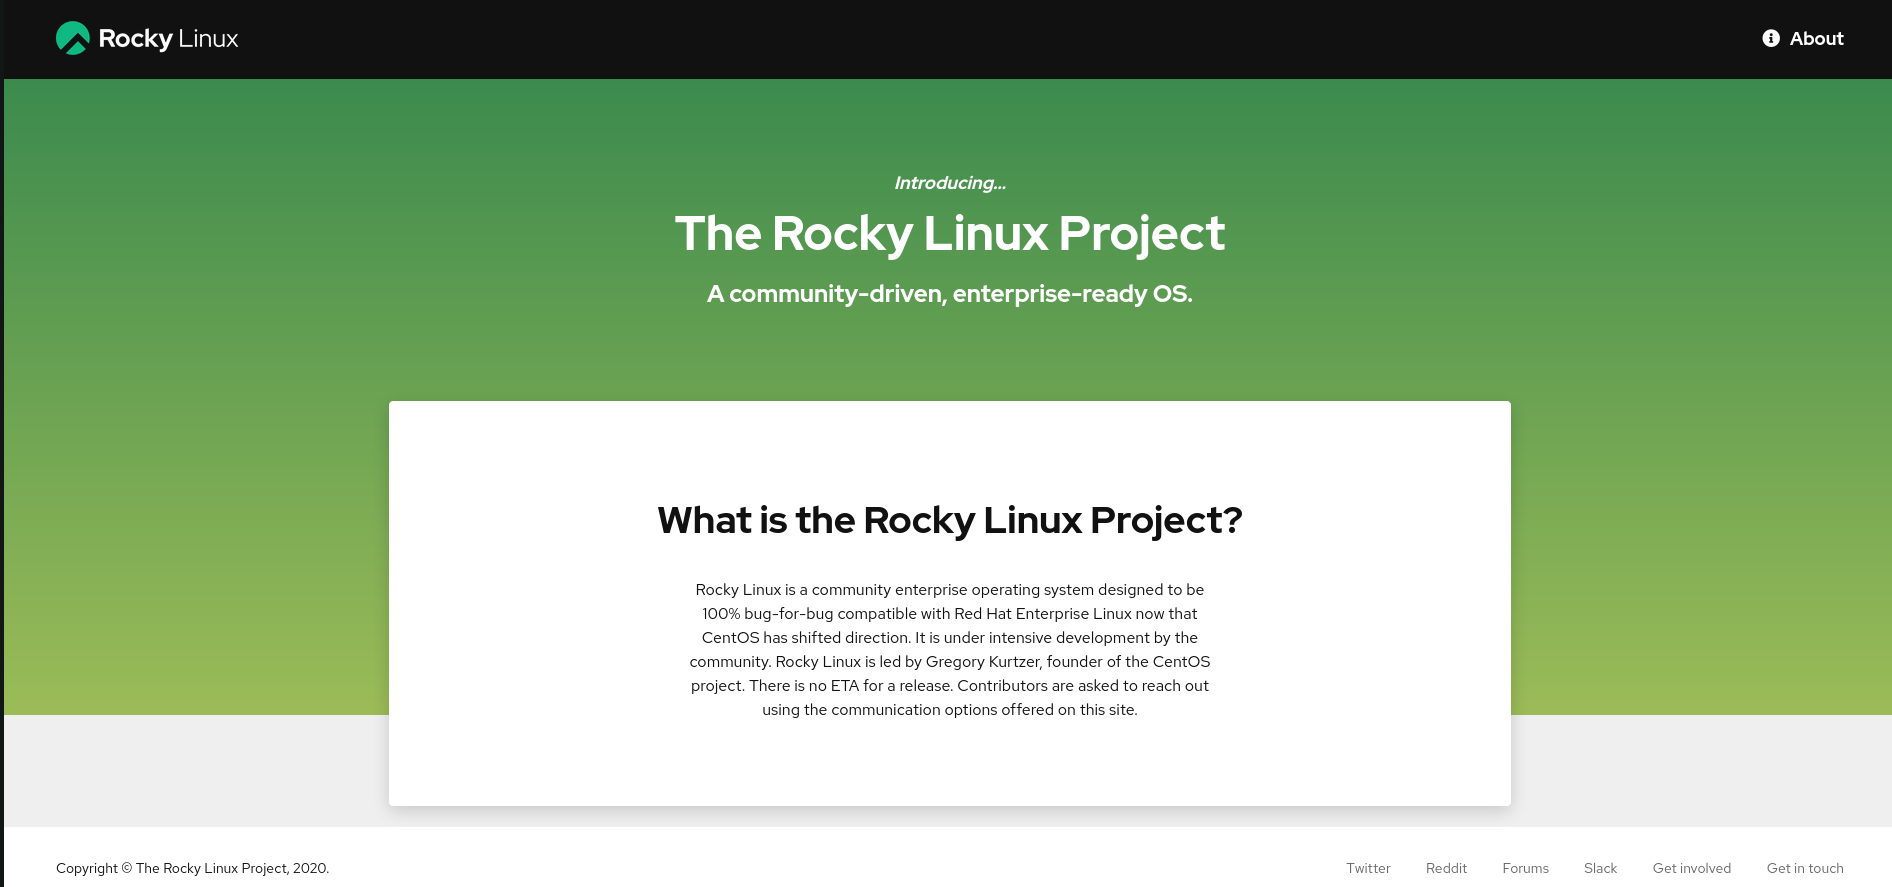 Rocky Linux
About
Introducing...
The Rocky Linux Project
A community-driven, enterprise-ready OS.
What is the Rocky Linux Project?
Rocky Linux is a community enterprise operating system designed to be
100% bug-for-bug compatible with Red Hat Enterprise Linux now that
CentOS has shifted direction. It is under intensive development by the
community. Rocky Linux is led by Gregory Kurtzer, founder of the CentOS
project. There is no ETA for a release. Contributors are asked to reach out
using the communication options offered on this site.
Copyright © The Rocky Linux Project, 2020.
Twitter Reddit Forums Slack Get involved Get in touch